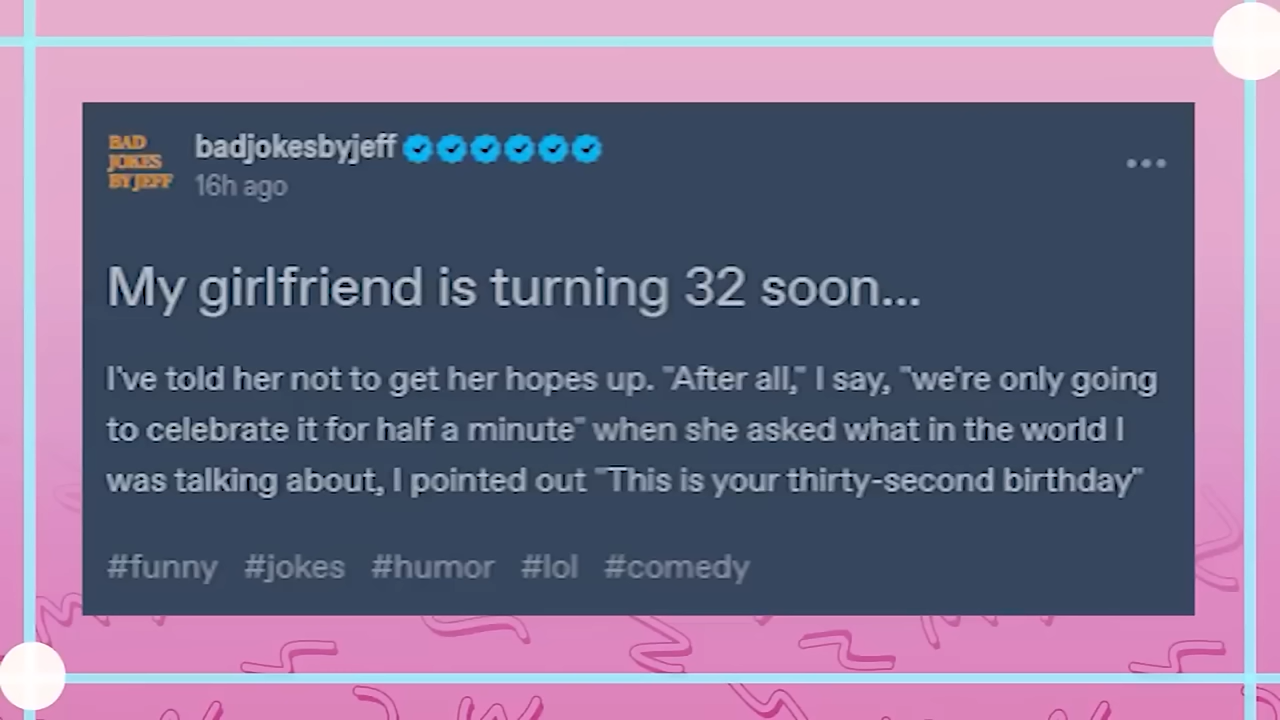 BAD
JOKES
BY JEFF
badjokesbyjeff
16h ago
My girlfriend is turning 32 soon...
I've told her not to get her hopes up. "After all," I say, "we're only going
to celebrate it for half a minute" when she asked what in the world I
was talking about, I pointed out "This is your thirty-second birthday"
#funny #jokes #humor #lol #comedy